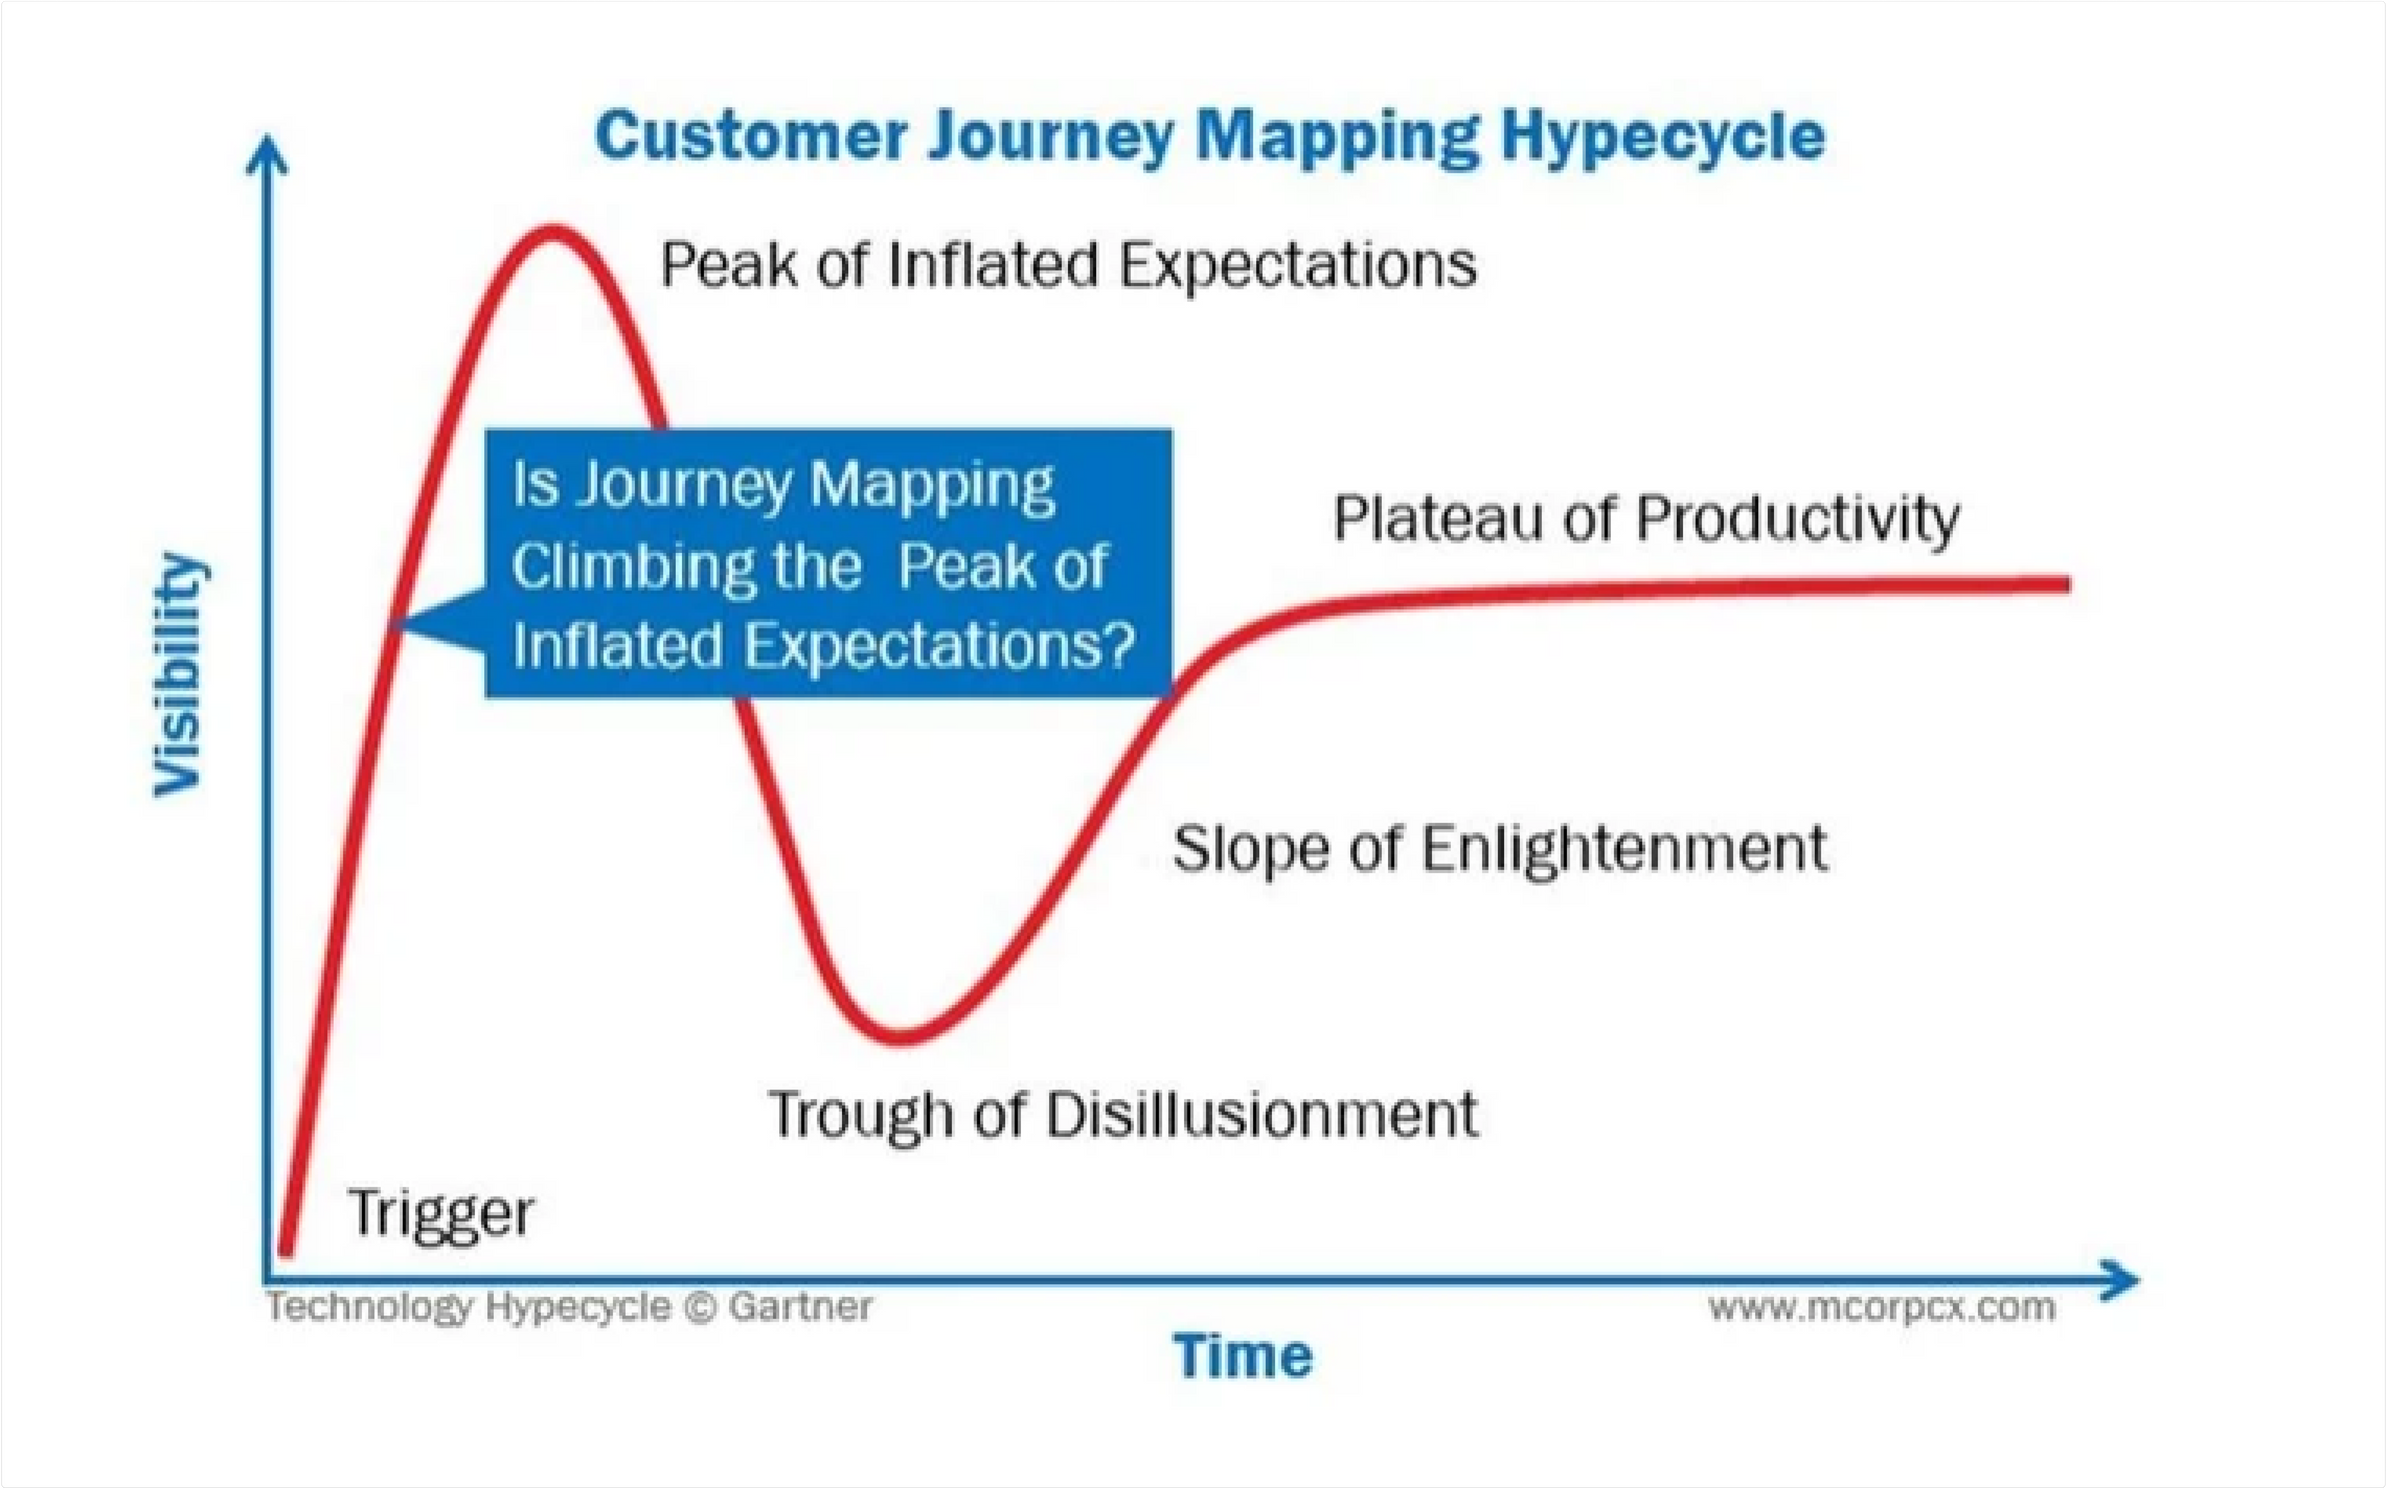 Customer Journey Mapping Hypecycle
Peak of Inflated Expectations
Is Journey Mapping
Climbing the  Peak of
Inflated Expectations?
Plateau of Productivity
Visibility
Slope of Enlightenment
Trough of Disillusionment
Trigger
Technology Hypecycle © Gartner
www.mcorpcx.com
Time